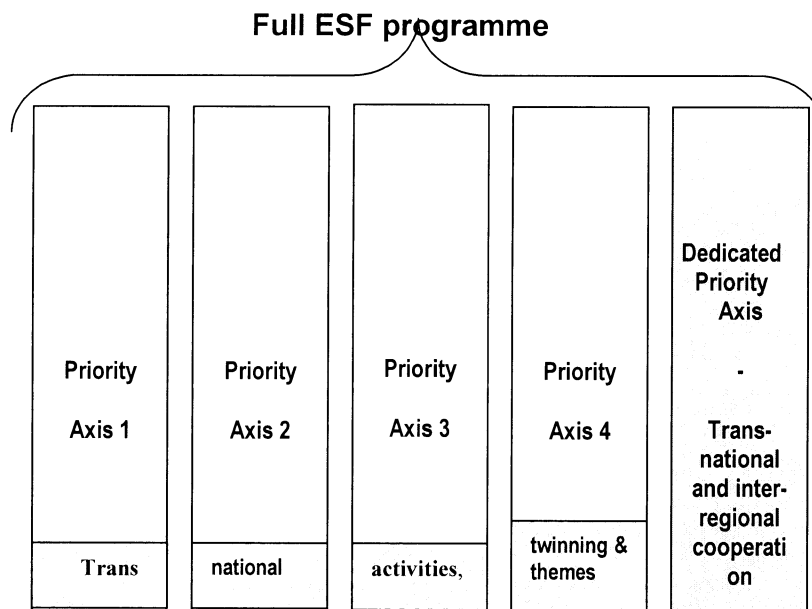 Full ESF programme
Priority
Axis 1
Priority
Axis 2
Priority
Axis 3
Priority
Axis 4
Dedicated
Priority
Axis
-
Trans-
national
and inter-
regional
cooperati
on
Trans
national
activities,
twinning &
themes